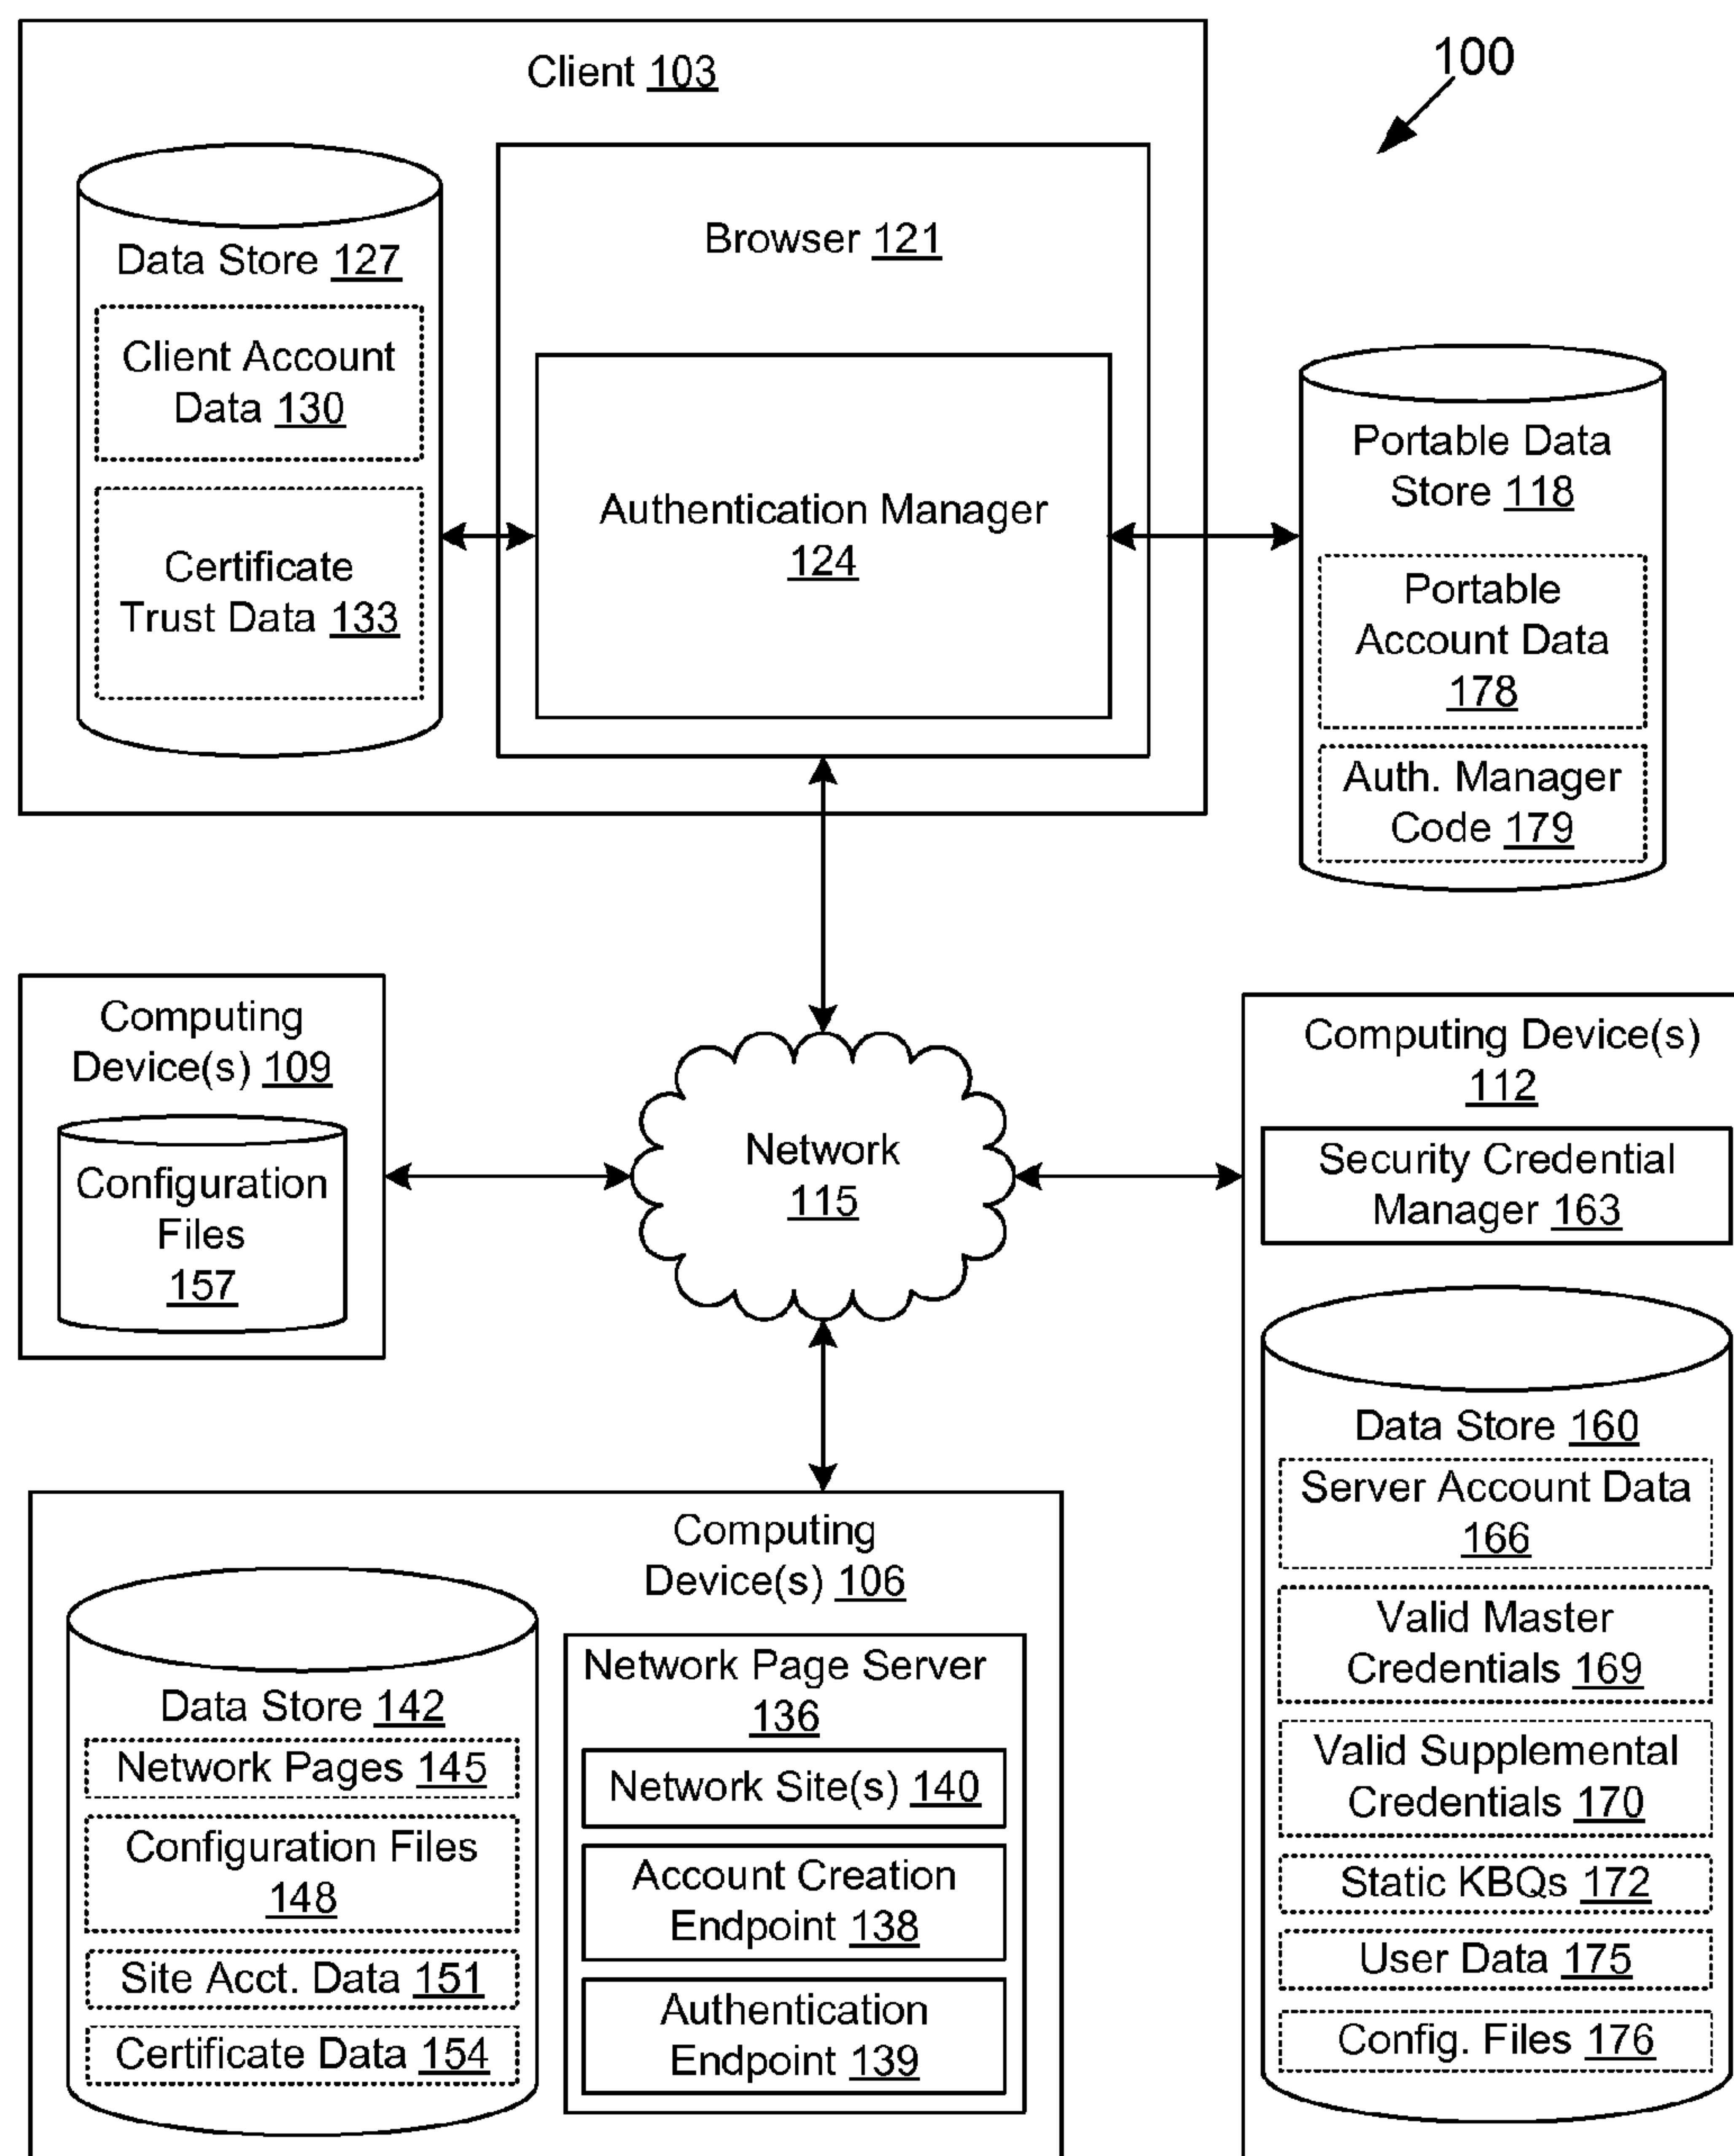 100
Client 103
Data Store 127
Client Account
Data 130
Certificate
Trust Data 133
Browser 121
Authentication Manager
124
Portable Data
Store 118
Portable
Account Data
178
Auth. Manager
Code 179
Computing
Device(s) 109
Configuration
Files
157
Network
115
Computing Device(s)
112
Security Credential
Manager 163
Data Store 160
Server Account Data
166
Valid Master
Credentials 169
Valid Supplemental
Credentials 170
Static KBQs 172
User Data 175
Config. Files 176
Computing
Device(s) 106
Data Store 142
Network Pages 145
Configuration Files
148
Site Acct. Data 151
Certificate Data 154
Network Page Server
136
Network Site(s) 140
Account Creation
Endpoint 138
Authentication
Endpoint 139